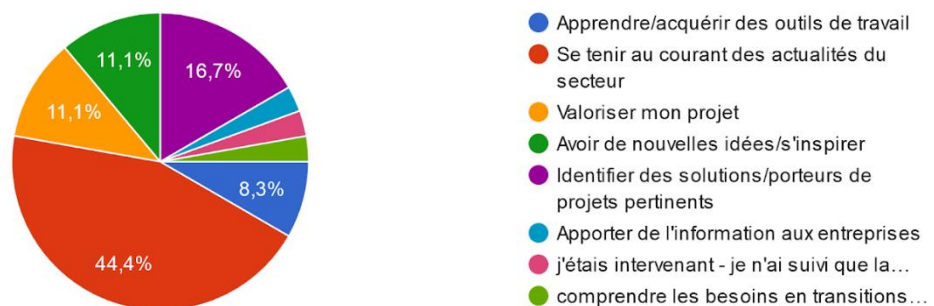 11,1%
16,7%
11,1%
8,3%
44,4%
Apprendre/acquérir des outils de travail
Se tenir au courant des actualités du
secteur
Valoriser mon projet
Avoir de nouvelles idées/s'inspirer
Identifier des solutions/porteurs de
projets pertinents
Apporter de l'information aux entreprises
j'étais intervenant - je n'ai suivi que la…
comprendre les besoins en transitions…